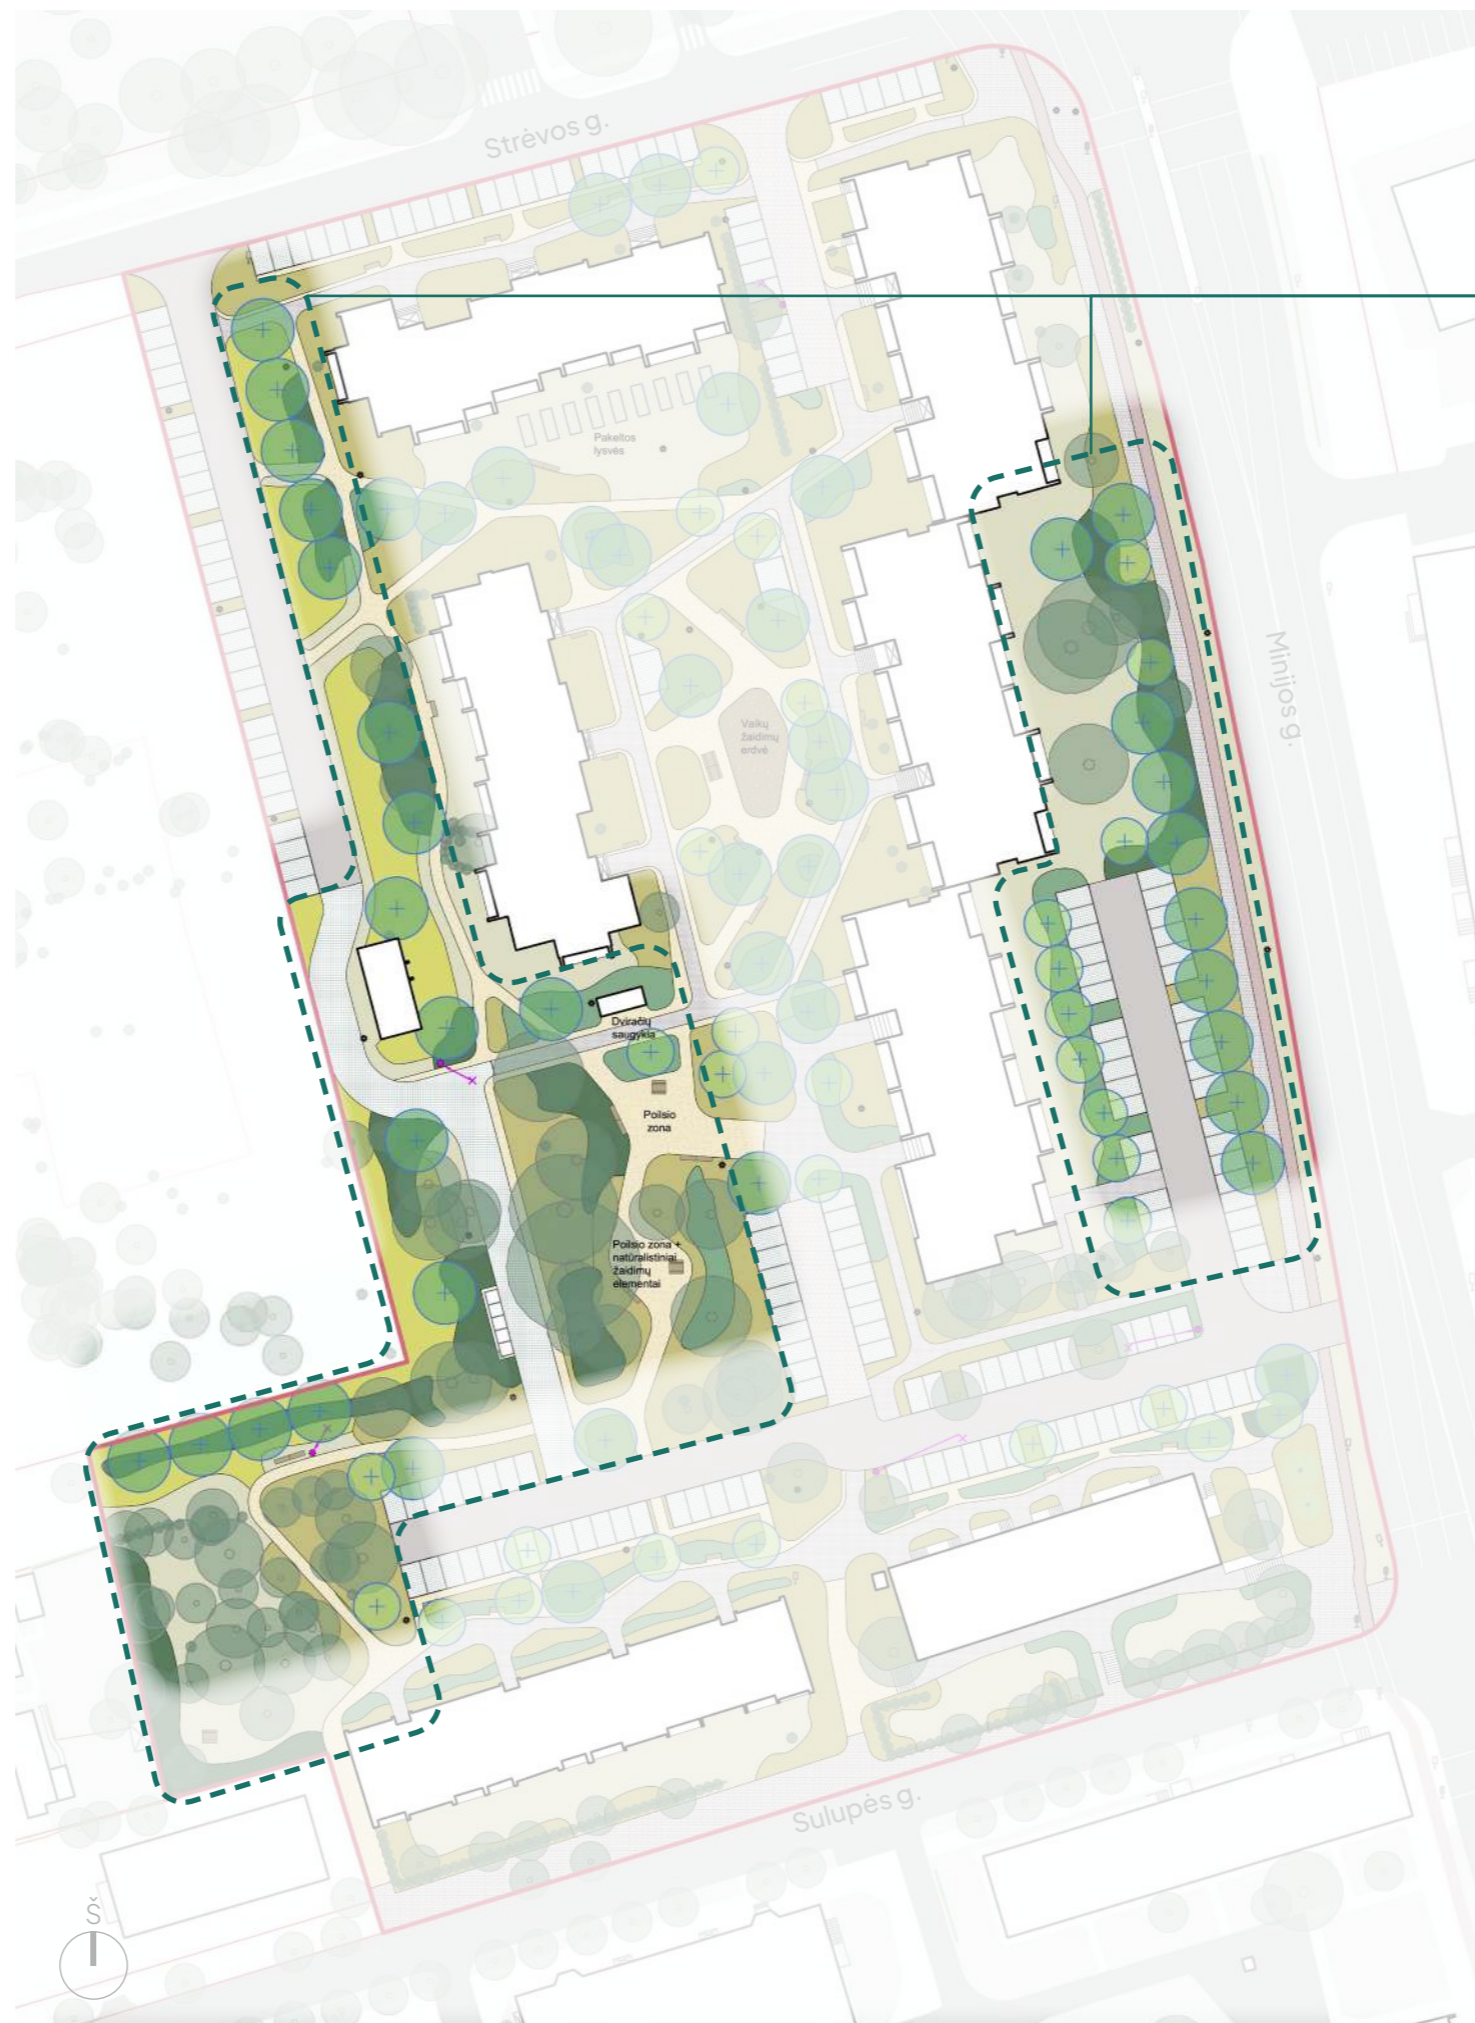 Strėvos g.
Pakeltos
lysvės
Minijos g.
Vaikų
žaidimų
erdvė
Dviračių
saugykla
Poilsio
zona
Poilsio zona +
natūralistiniai
žaidimų
elementai
Sulupės g.
Š